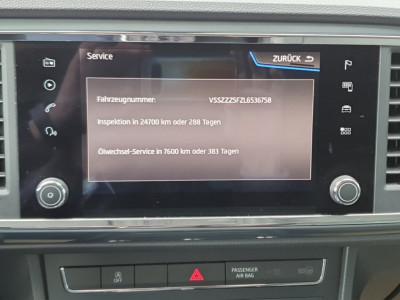 Service
ZURÜCK
Fahrzeugnummer: VSSZZZ5FZL6536758
Inspektion in 24700 km oder 288 Tagen
Ölwechsel-Service in 7600 km oder 383 Tagen
OFF
PASSENGER
AIR BAG